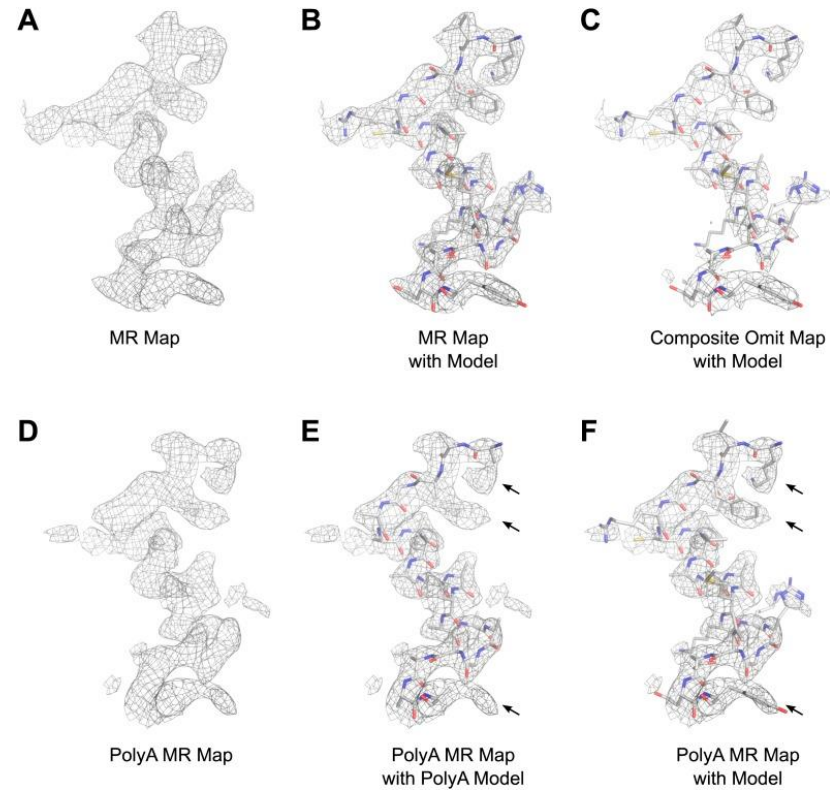 A
B
C
MR Map
MR Map
with Model
Composite Omit Map
with Model
D
E
F
PolyA MR Map
PolyA MR Map
with PolyA Model
PolyA MR Map
with Model